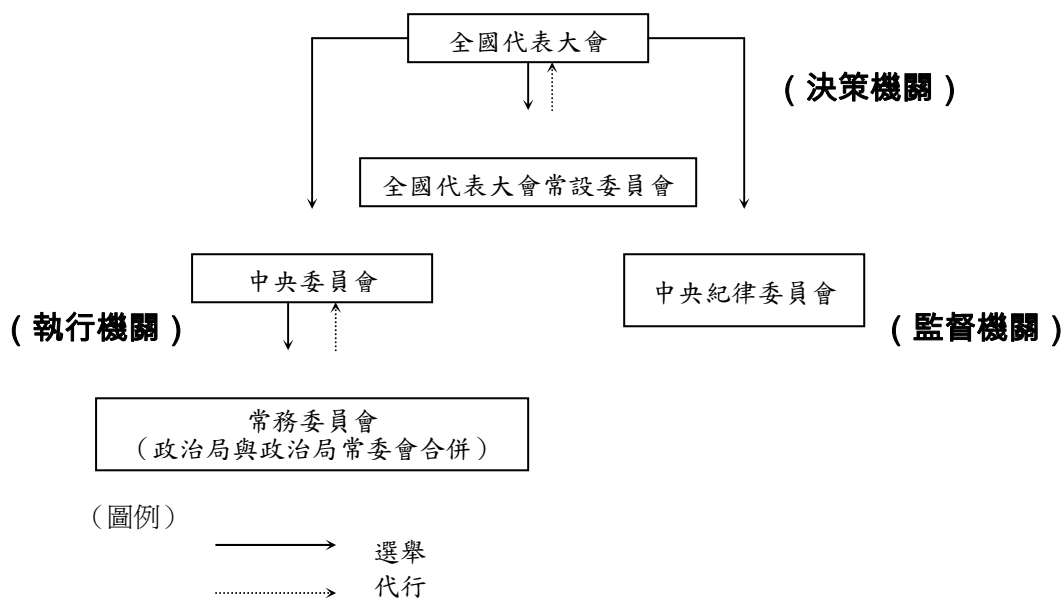 全國代表大會
（決策機關）
全國代表大會常設委員會
中央委員會
中央紀律委員會
（執行機關）
（監督機關）
常務委員會
（政治局與政治局常委會合併）
（圖例）
選舉
代行